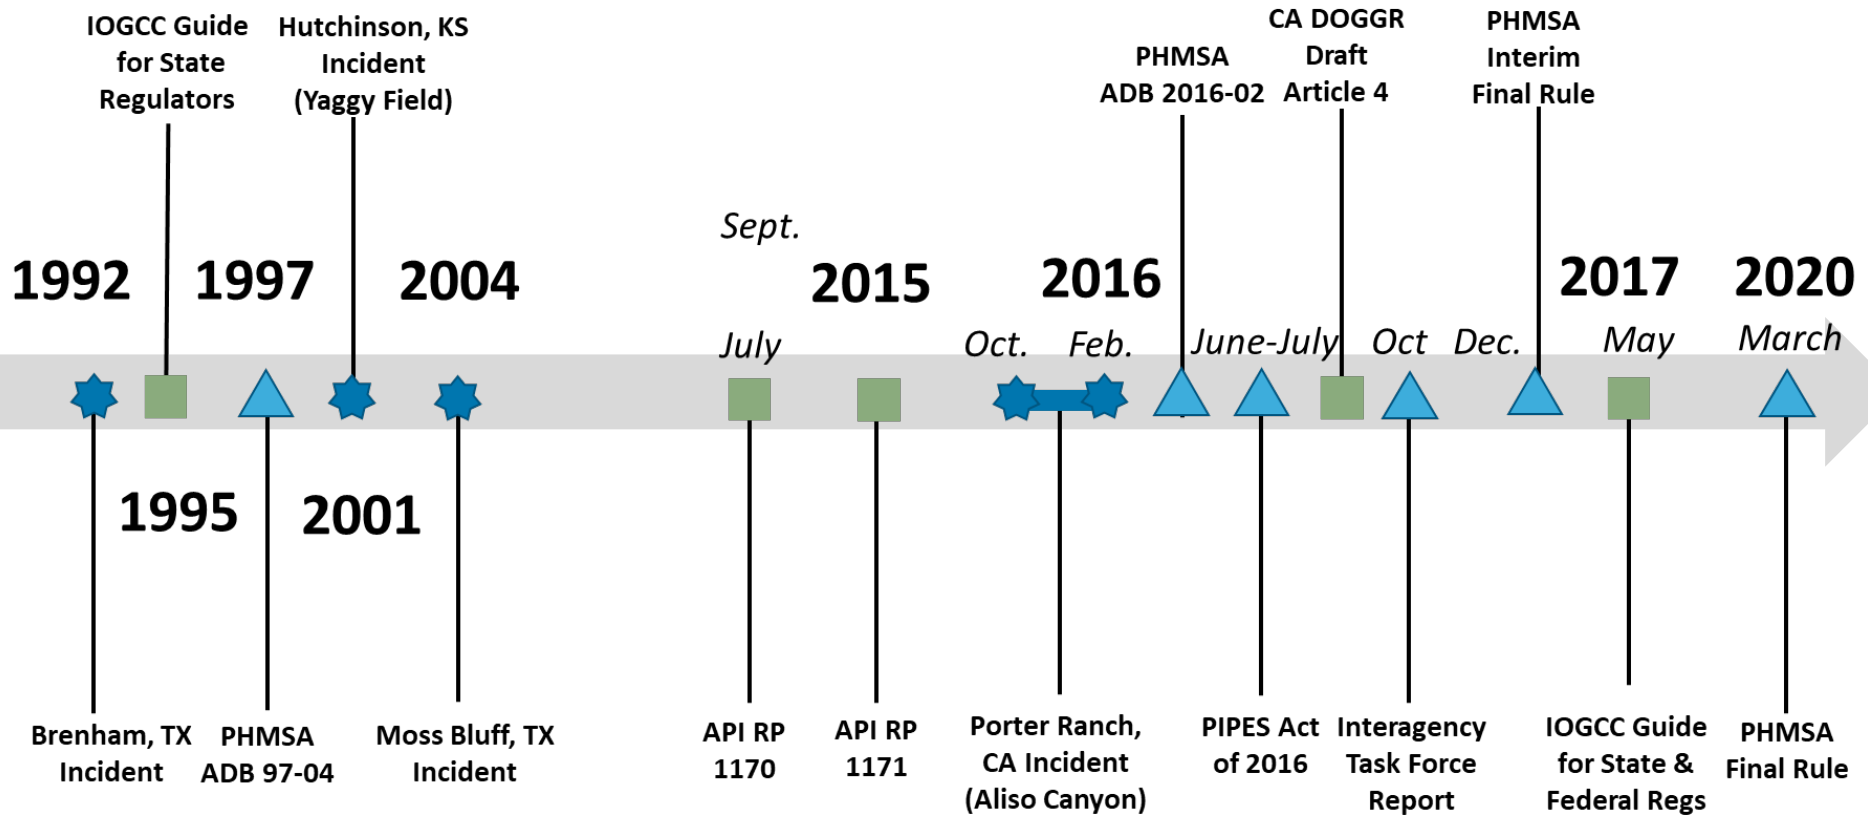 IOGCC Guide
for State
Regulators
Hutchinson, KS
Incident
(Yaggy Field)
PHMSA
ADB 2016-02
CA DOGGR
Draft
Article 4
PHMSA
Interim
Final Rule
Sept.
1992
1997
2004
2015
2016
2017
2020
July
Oct.
Feb.
June-July
Oct
Dec.
May
March
1995
2001
Brenham, TX
Incident
PHMSA
ADB 97-04
Moss Bluff, TX
Incident
API RP
1170
API RP
1171
Porter Ranch,
CA Incident
(Aliso Canyon)
PIPES Act
of 2016
Interagency
Task Force
Report
IOGCC Guide
for State &
Federal Regs
PHMSA
Final Rule